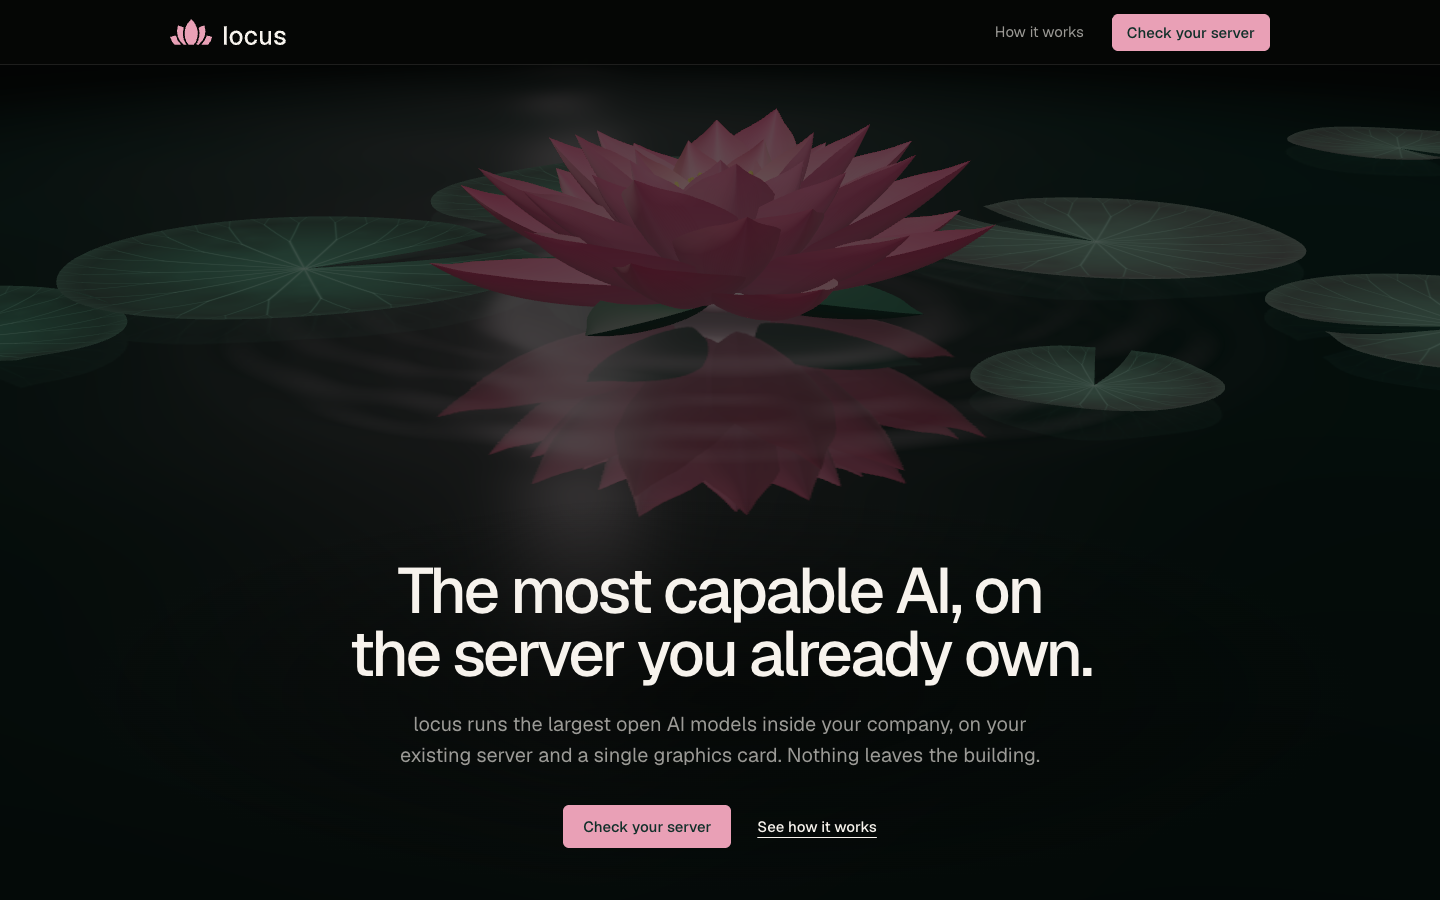 locus
How it works
Check your server
The most capable AI, on
the server you already own.
locus runs the largest open AI models inside your company, on your
existing server and a single graphics card. Nothing leaves the building.
Check your server
See how it works